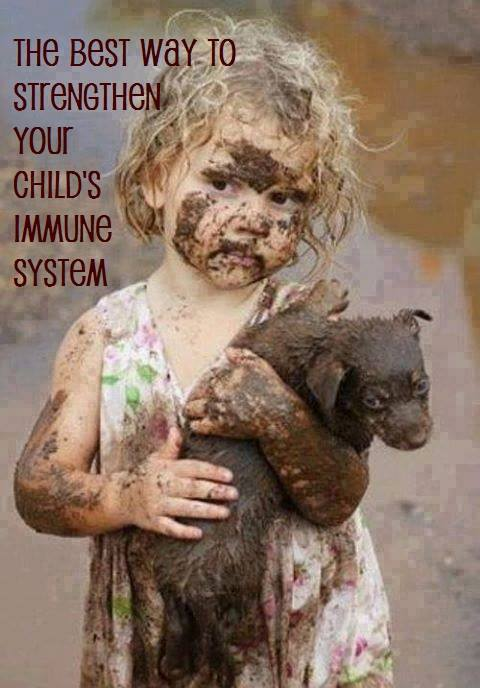 THE BEST WAY TO
STRENGTHEN
YOUR
CHILD'S
IMMUNE
SYSTEM